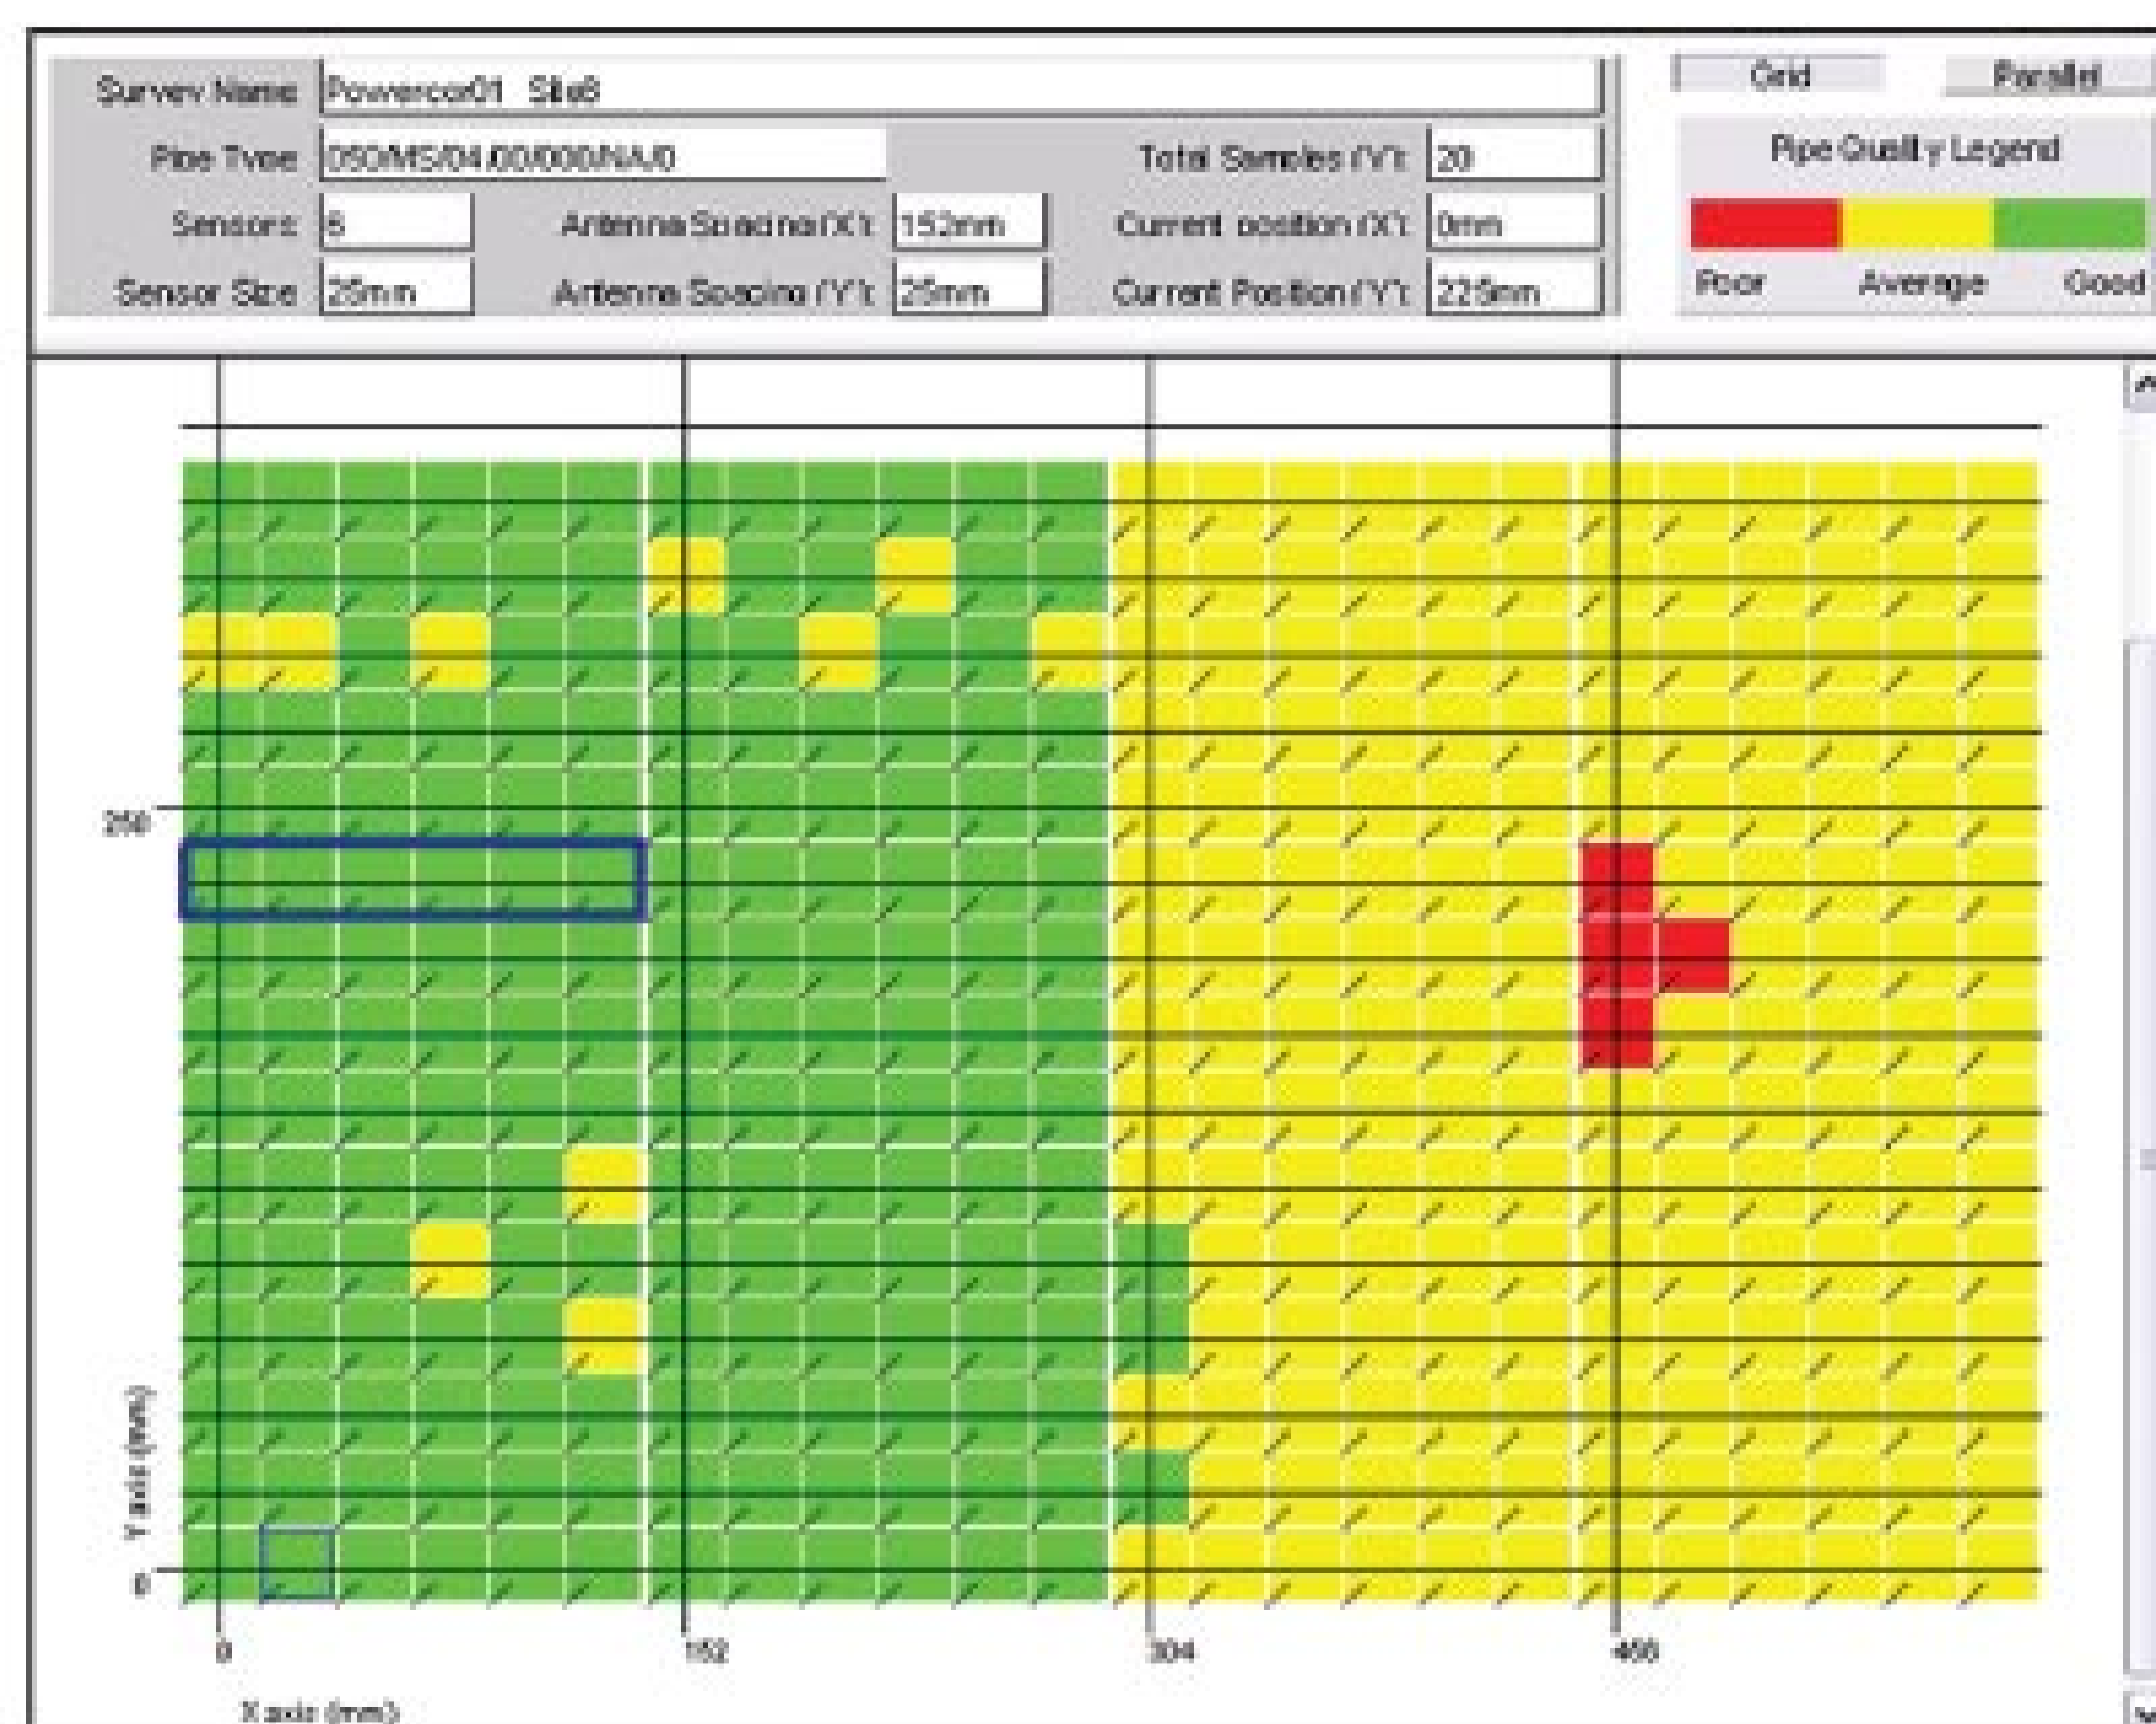 Survey Name Powercor01 Site8
Grid Parallel
Pipe Type 050/MS/04.00/000/NA/0 Total Samples (Y): 20
Pipe Quality Legend
Sensors 6 Antenna Spacing (X): 152mm Current position (X): 0mm
Sensor Size 25mm Antenna Spacing (Y): 25mm Current Position (Y): 225mm
Poor Average Good
250
Y axis (mm)
0
0 152 304 456
X axis (mm)